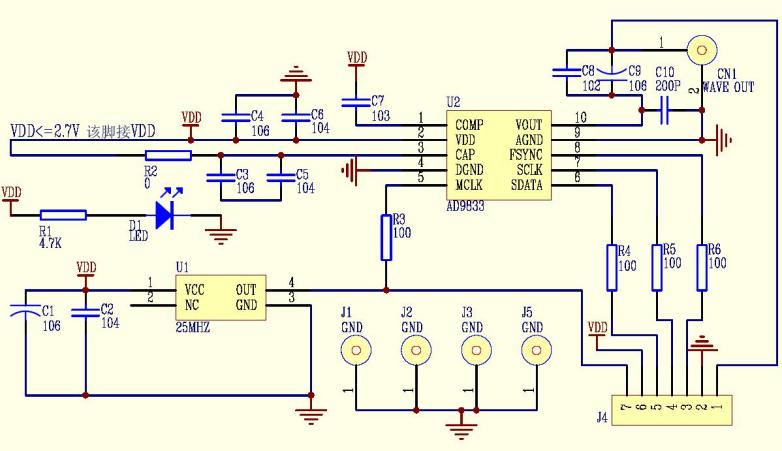 1
C8
102
C9
106
C10
200P
CN1
WAVE OUT
2
VDD
C7
103
U2
C4
106
C6
104
VDD<=2.7V 该脚接VDD
VDD
1 COMP VOUT 10
2 VDD AGND 9
3 CAP FSYNC 8
4 DGND SCLK 7
5 MCLK SDATA 6
AD9833
R2
0
C3
106
C5
104
VDD
R1
4.7K
D1
LED
R3
100
R4
100
R5
100
R6
100
VDD
U1
1 VCC OUT 4
2 NC GND 3
25MHZ
C1
106
C2
104
J1
GND
J2
GND
J3
GND
J5
GND
1
1
1
1
VDD
J4
7 6 5 4 3 2 1